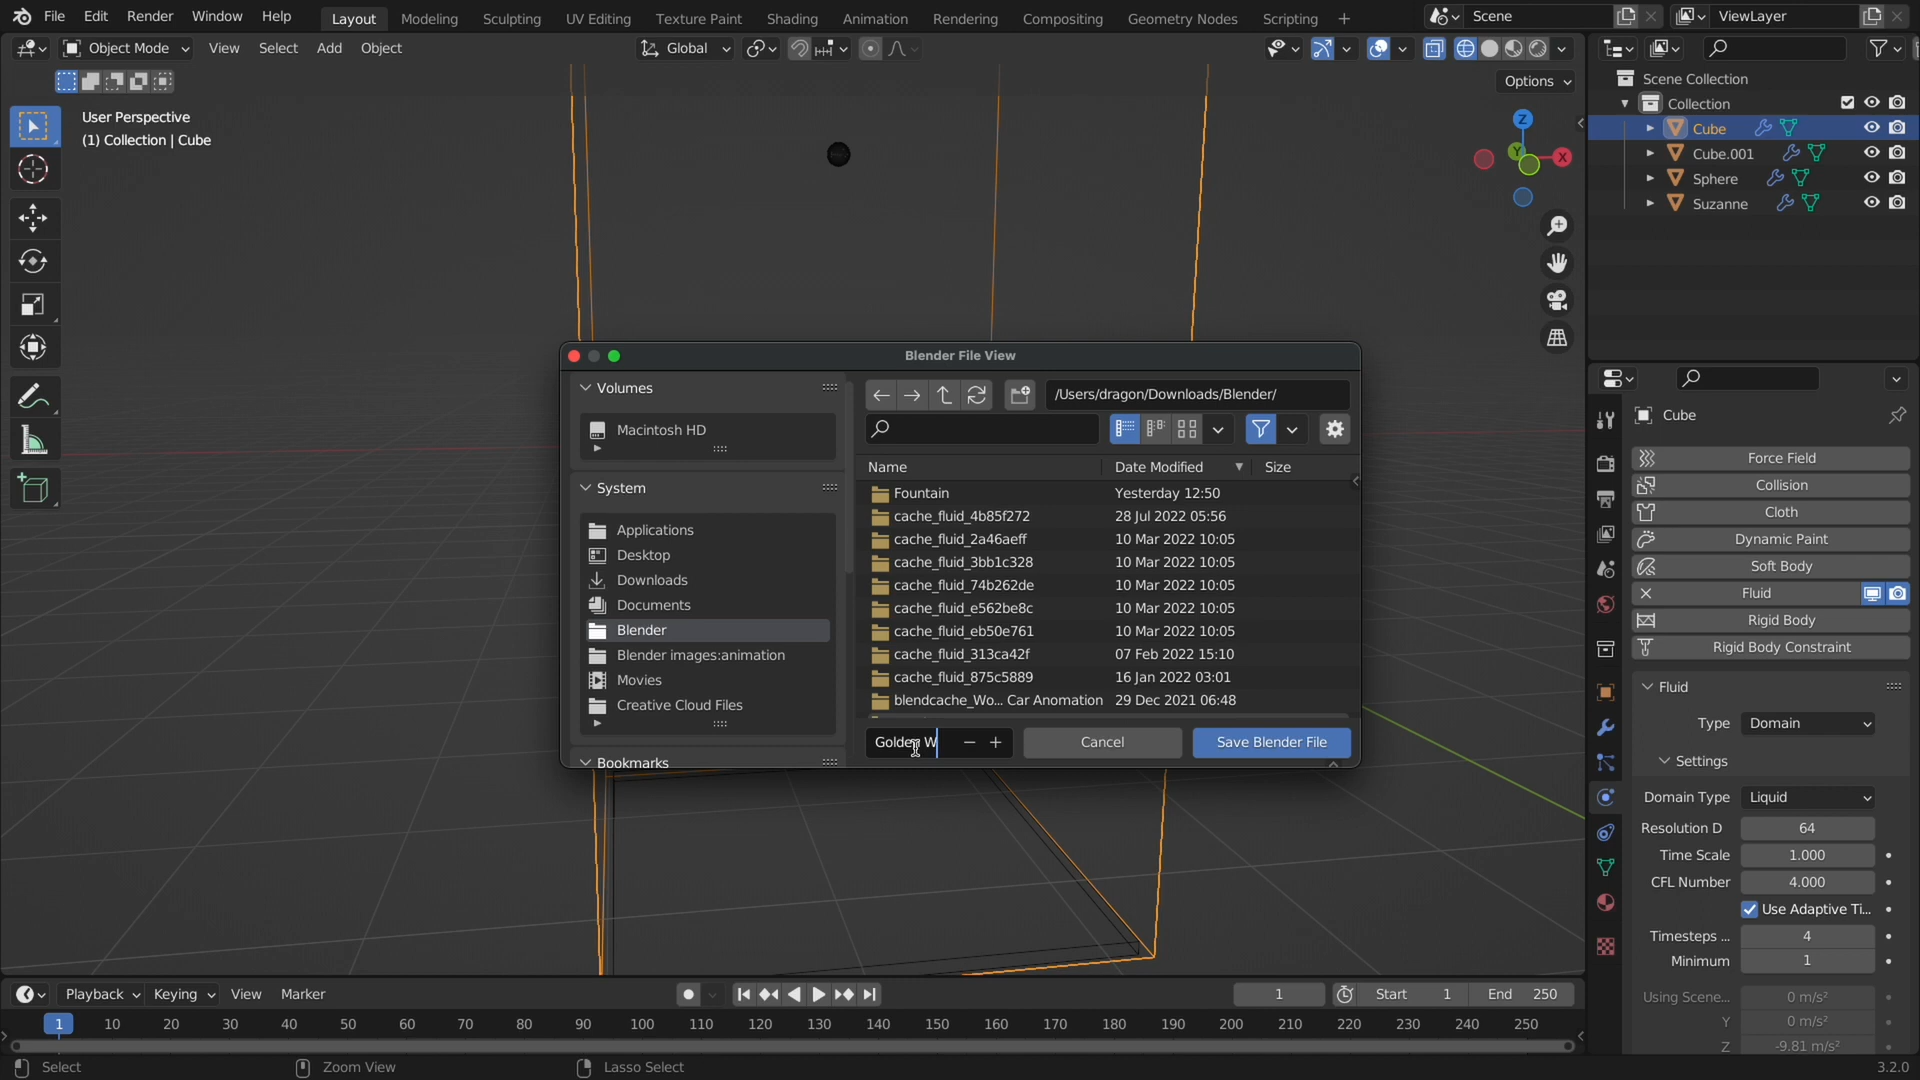 File Edit Render Window Help
Layout Modeling Sculpting UV Editing Texture Paint Shading Animation Rendering Compositing Geometry Nodes Scripting +
Scene
ViewLayer
Object Mode View Select Add Object
Global
Options
User Perspective
(1) Collection | Cube
Z
Y
X
Scene Collection
Collection
Cube
Cube.001
Sphere
Suzanne
Blender File View
Volumes
Macintosh HD
System
Applications
Desktop
Downloads
Documents
Blender
Blender images:animation
Movies
Creative Cloud Files
Bookmarks
/Users/dragon/Downloads/Blender/
Name Date Modified Size
Fountain Yesterday 12:50
cache_fluid_4b85f272 28 Jul 2022 05:56
cache_fluid_2a46aeff 10 Mar 2022 10:05
cache_fluid_3bb1c328 10 Mar 2022 10:05
cache_fluid_74b262de 10 Mar 2022 10:05
cache_fluid_e562be8c 10 Mar 2022 10:05
cache_fluid_eb50e761 10 Mar 2022 10:05
cache_fluid_313ca42f 07 Feb 2022 15:10
cache_fluid_875c5889 16 Jan 2022 03:01
blendcache_Wo... Car Anomation 29 Dec 2021 06:48
Golden W
Cancel
Save Blender File
Cube
Force Field
Collision
Cloth
Dynamic Paint
Soft Body
Fluid
Rigid Body
Rigid Body Constraint
Fluid
Type Domain
Settings
Domain Type Liquid
Resolution D 64
Time Scale 1.000
CFL Number 4.000
Use Adaptive Ti...
Timesteps ... 4
Minimum 1
Using Scene... 0 m/s²
Y 0 m/s²
Z -9.81 m/s²
Playback Keying View Marker
1 Start 1 End 250
1 10 20 30 40 50 60 70 80 90 100 110 120 130 140 150 160 170 180 190 200 210 220 230 240 250
Select Zoom View Lasso Select
3.2.0